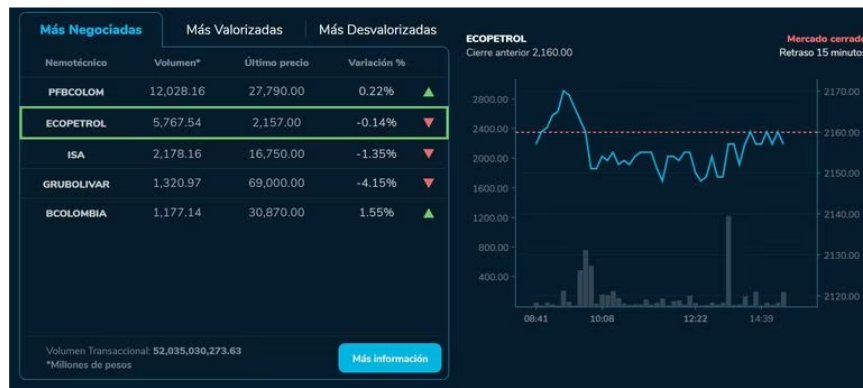 Más Negociadas
Más Valorizadas
Más Desvalorizadas
Nemotécnico Volumen* Último precio Variación %
PFBCOLOM 12,028.16 27,790.00 0.22%
ECOPETROL 5,767.54 2,157.00 -0.14%
ISA 2,178.16 16,750.00 -1.35%
GRUBOLIVAR 1,320.97 69,000.00 -4.15%
BCOLOMBIA 1,177.14 30,870.00 1.55%
Volumen Transaccional: 52,035,030,273.63
*Millones de pesos
Más información
ECOPETROL
Cierre anterior 2,160.00
Mercado cerrado
Retraso 15 minutos
2800.00
2400.00
2000.00
1600.00
1200.00
800.00
400.00
2170.00
2160.00
2150.00
2140.00
2130.00
2120.00
08:41 10:08 12:22 14:39